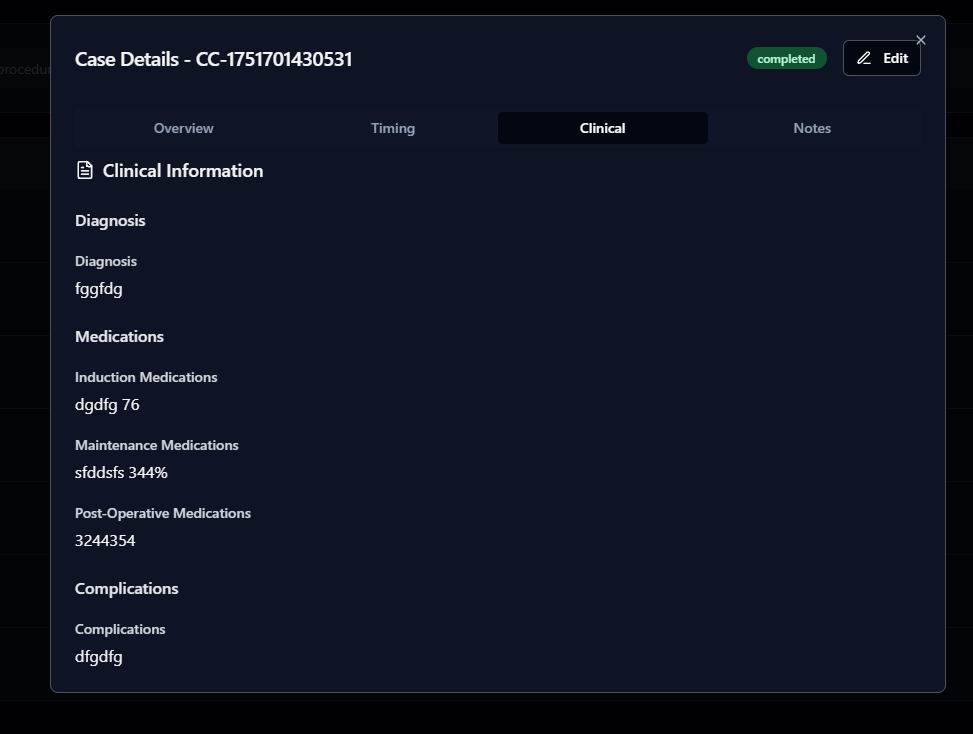 procedu
Case Details - CC-1751701430531
completed
Edit
Overview
Timing
Clinical
Notes
Clinical Information
Diagnosis
Diagnosis
fggfdg
Medications
Induction Medications
dgdfg 76
Maintenance Medications
sfddsfs 344%
Post-Operative Medications
3244354
Complications
Complications
dfgdfg